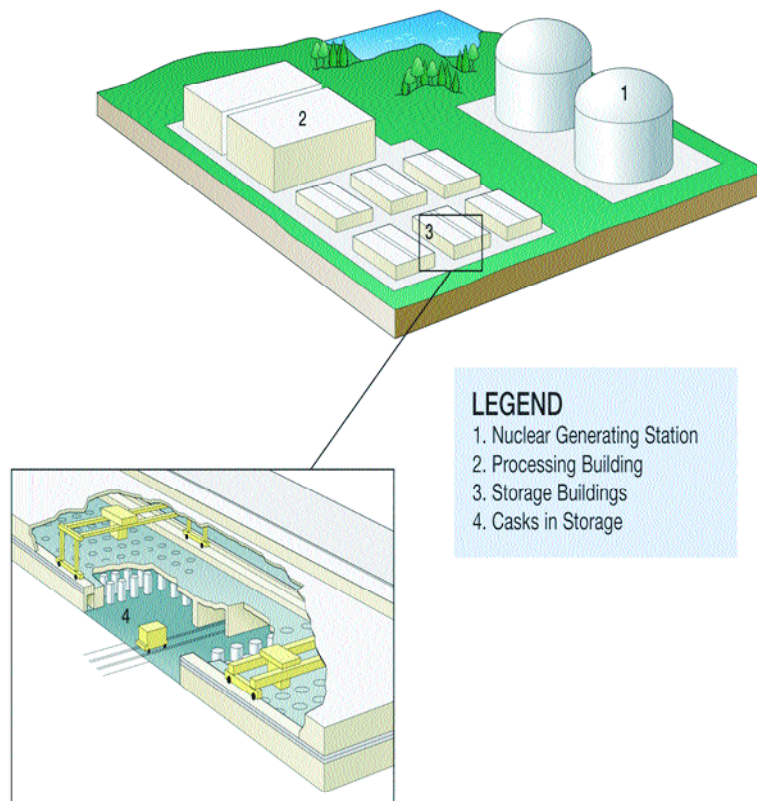 1
2
3
LEGEND
1. Nuclear Generating Station
2. Processing Building
3. Storage Buildings
4. Casks in Storage
4